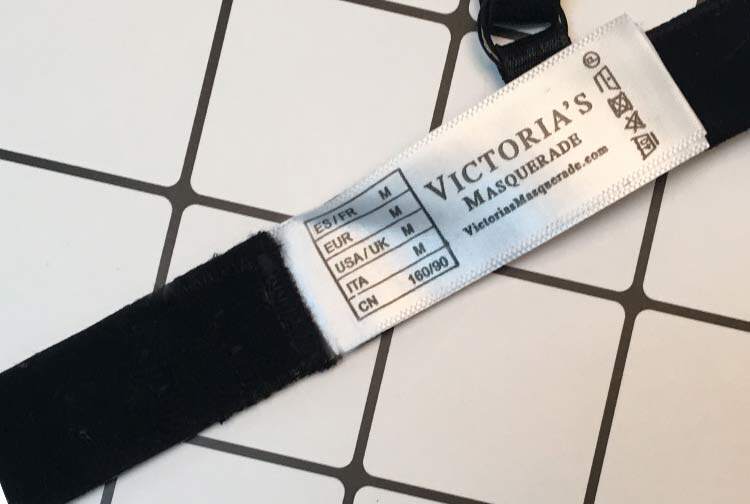 VICTORIA'S
MASQUERADE
VictoriasMasquerade.com
ES/FR M
EUR M
USA/UK M
ITA M
CN 160/90